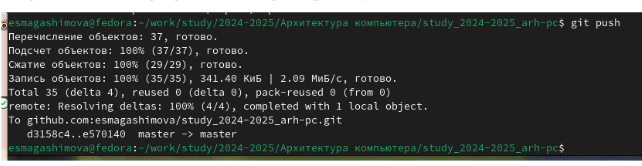 esmagashimova@fedora:~/work/study/2024-2025/Архитектура компьютера/study_2024-2025_arh-pc$ git push
Перечисление объектов: 37, готово.
Подсчет объектов: 100% (37/37), готово.
Сжатие объектов: 100% (29/29), готово.
Запись объектов: 100% (35/35), 341.40 КиБ | 2.09 МиБ/с, готово.
Total 35 (delta 4), reused 0 (delta 0), pack-reused 0 (from 0)
remote: Resolving deltas: 100% (4/4), completed with 1 local object.
To github.com:esmagashimova/study_2024-2025_arh-pc.git
   d3158c4..e570140  master -> master
esmagashimova@fedora:~/work/study/2024-2025/Архитектура компьютера/study_2024-2025_arh-pc$